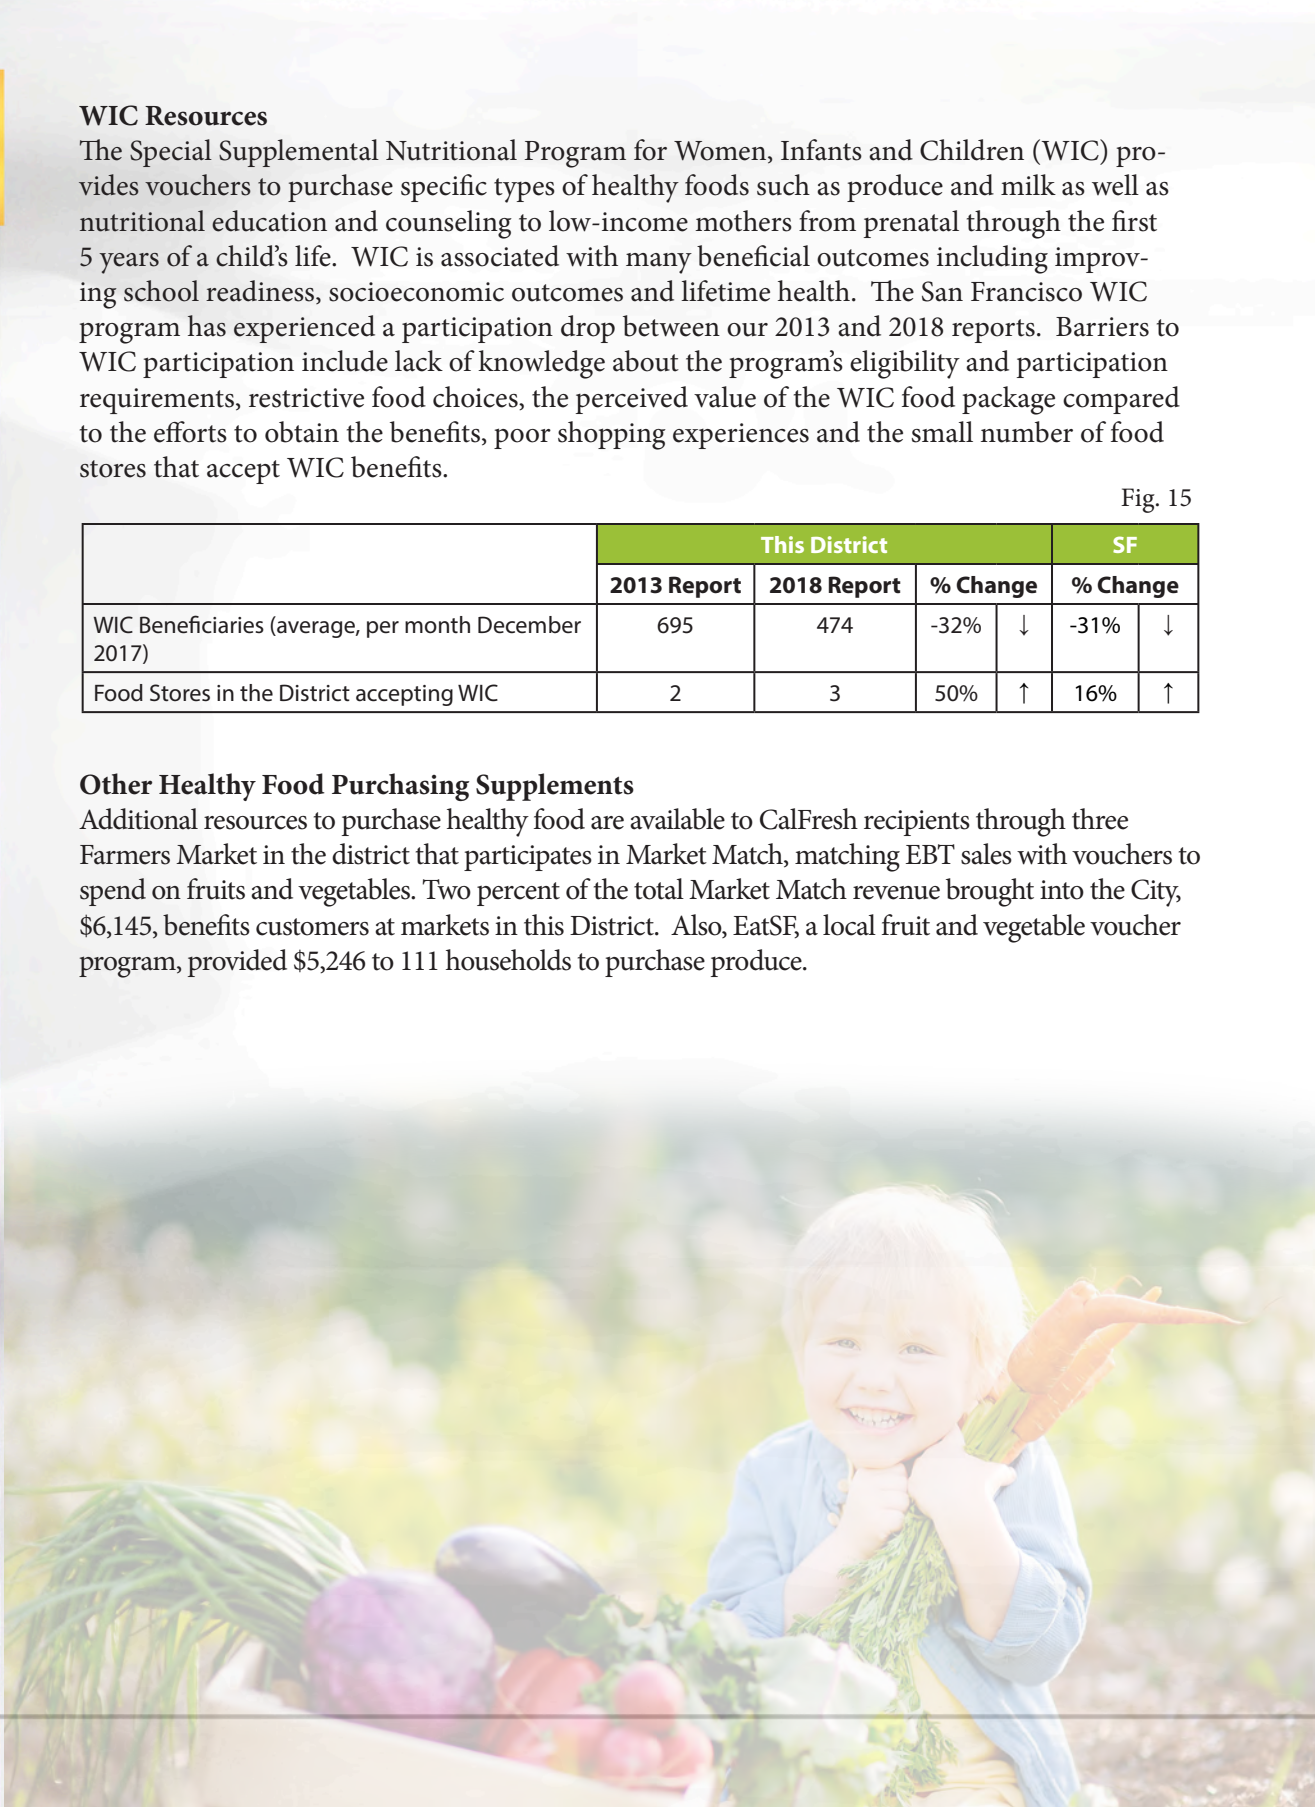 WIC Resources
The Special Supplemental Nutritional Program for Women, Infants and Children (WIC) pro-
vides vouchers to purchase specific types of healthy foods such as produce and milk as well as
nutritional education and counseling to low-income mothers from prenatal through the first
5 years of a child's life.  WIC is associated with many beneficial outcomes including improv-
ing school readiness, socioeconomic outcomes and lifetime health.  The San Francisco WIC
program has experienced a participation drop between our 2013 and 2018 reports.  Barriers to
WIC participation include lack of knowledge about the program's eligibility and participation
requirements, restrictive food choices, the perceived value of the WIC food package compared
to the efforts to obtain the benefits, poor shopping experiences and the small number of food
stores that accept WIC benefits.
Fig. 15
This District SF
2013 Report 2018 Report % Change % Change
WIC Beneficiaries (average, per month December 695 474 -32% ↓ -31% ↓
2017)
Food Stores in the District accepting WIC 2 3 50% ↑ 16% ↑
Other Healthy Food Purchasing Supplements
Additional resources to purchase healthy food are available to CalFresh recipients through three
Farmers Market in the district that participates in Market Match, matching EBT sales with vouchers to
spend on fruits and vegetables. Two percent of the total Market Match revenue brought into the City,
$6,145, benefits customers at markets in this District.  Also, EatSF, a local fruit and vegetable voucher
program, provided $5,246 to 111 households to purchase produce.